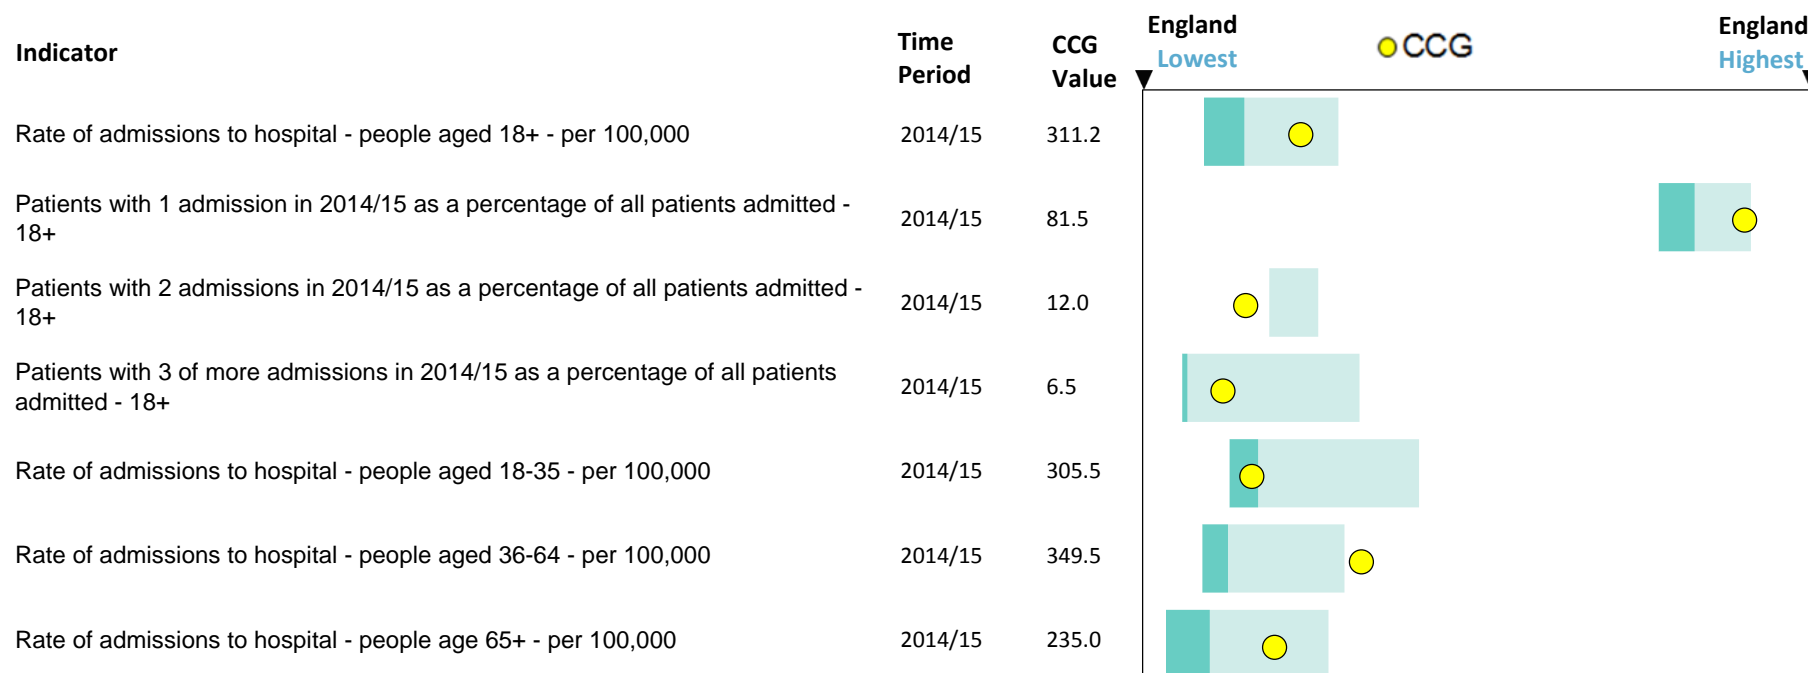 Indicator
Time
Period
CCG
Value
England
Lowest
CCG
England
Highest
Rate of admissions to hospital - people aged 18+ - per 100,000 2014/15 311.2
Patients with 1 admission in 2014/15 as a percentage of all patients admitted -
18+
2014/15 81.5
Patients with 2 admissions in 2014/15 as a percentage of all patients admitted -
18+
2014/15 12.0
Patients with 3 of more admissions in 2014/15 as a percentage of all patients
admitted - 18+
2014/15 6.5
Rate of admissions to hospital - people aged 18-35 - per 100,000 2014/15 305.5
Rate of admissions to hospital - people aged 36-64 - per 100,000 2014/15 349.5
Rate of admissions to hospital - people age 65+ - per 100,000 2014/15 235.0